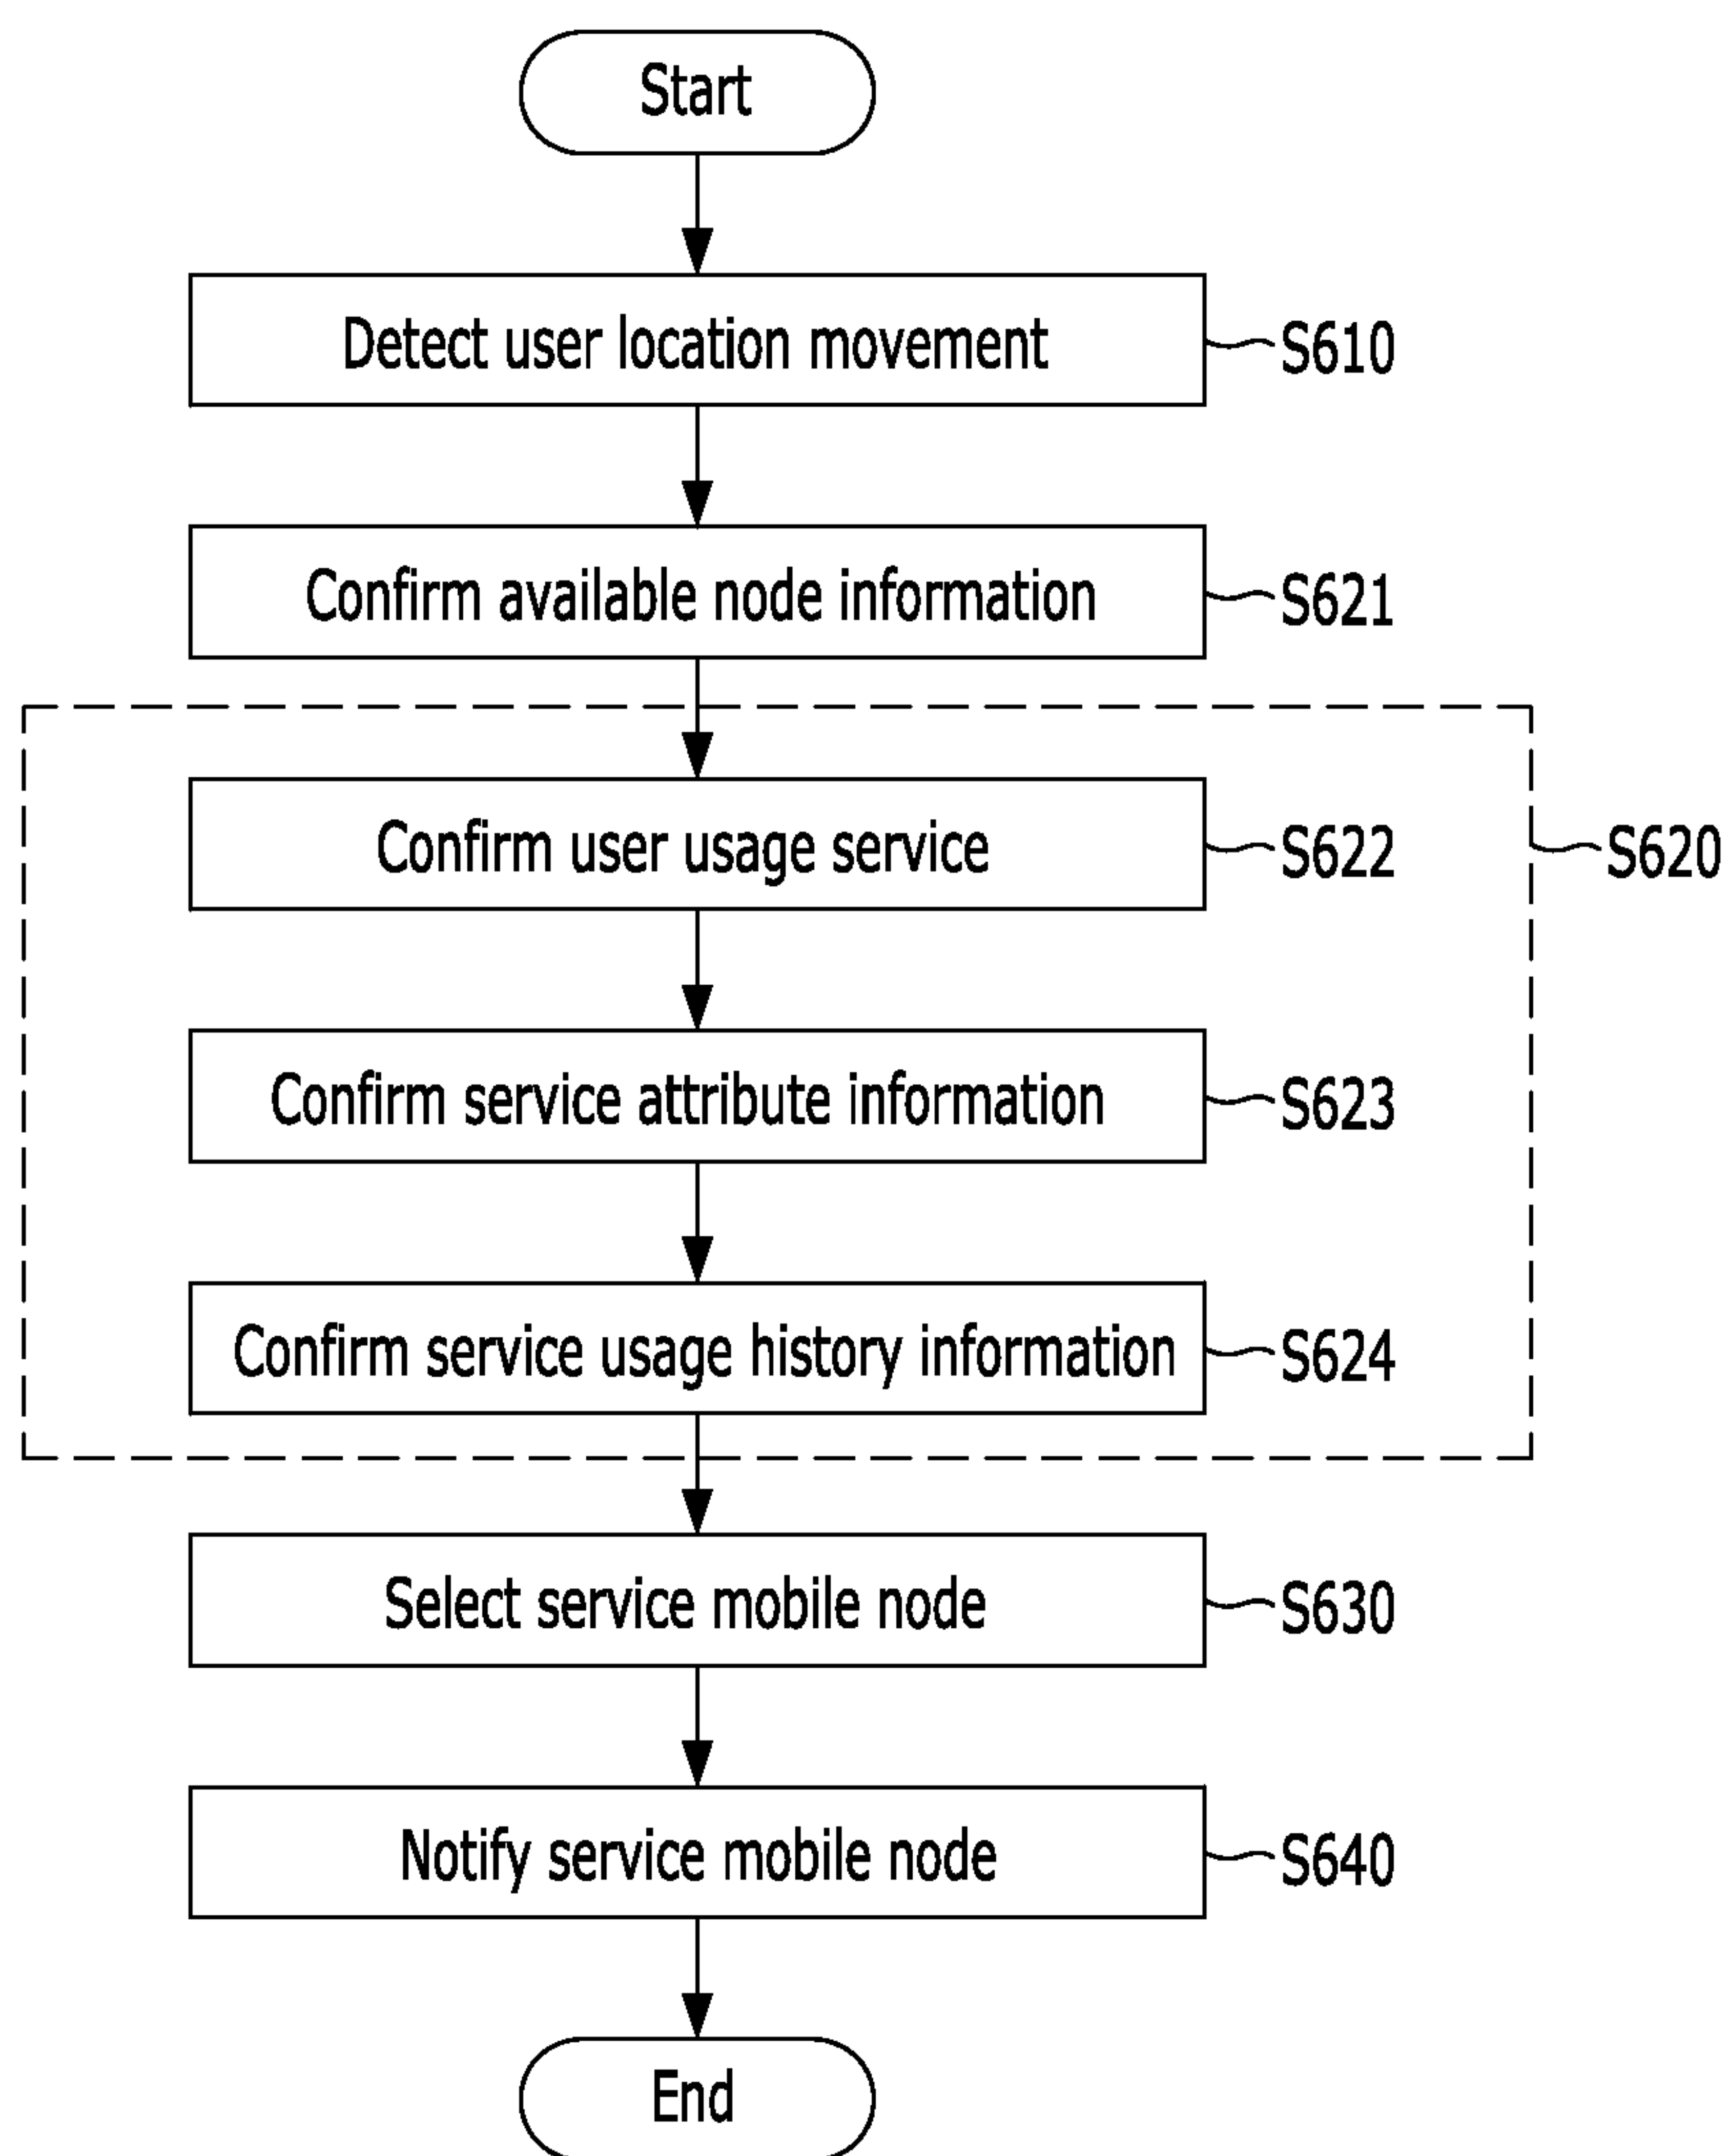 Start
Detect user location movement
S610
Confirm available node information
S621
Confirm user usage service
S622
S620
Confirm service attribute information
S623
Confirm service usage history information
S624
Select service mobile node
S630
Notify service mobile node
S640
End